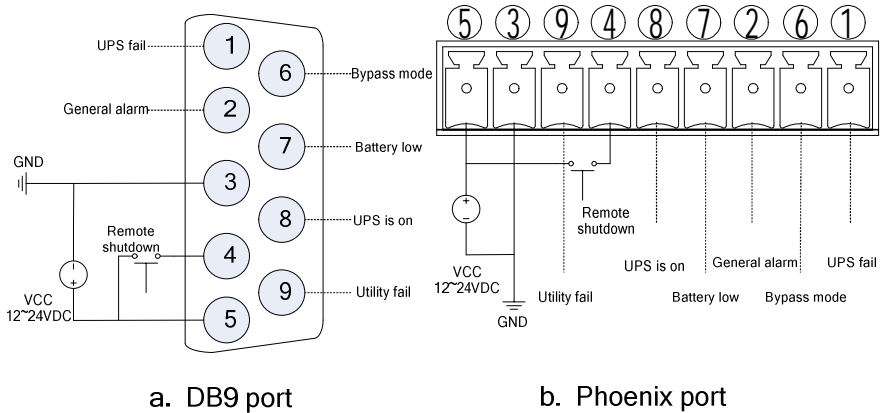 UPS fail
1
6
Bypass mode
General alarm
2
7
Battery low
GND
3
8
UPS is on
Remote
shutdown
4
9
Utility fail
VCC
12~24VDC
5
a. DB9 port
5 3 9 4 8 7 2 6 1
+
−
Remote
shutdown
VCC
12~24VDC
GND
Utility fail
UPS is on
Battery low
General alarm
Bypass mode
UPS fail
b. Phoenix port